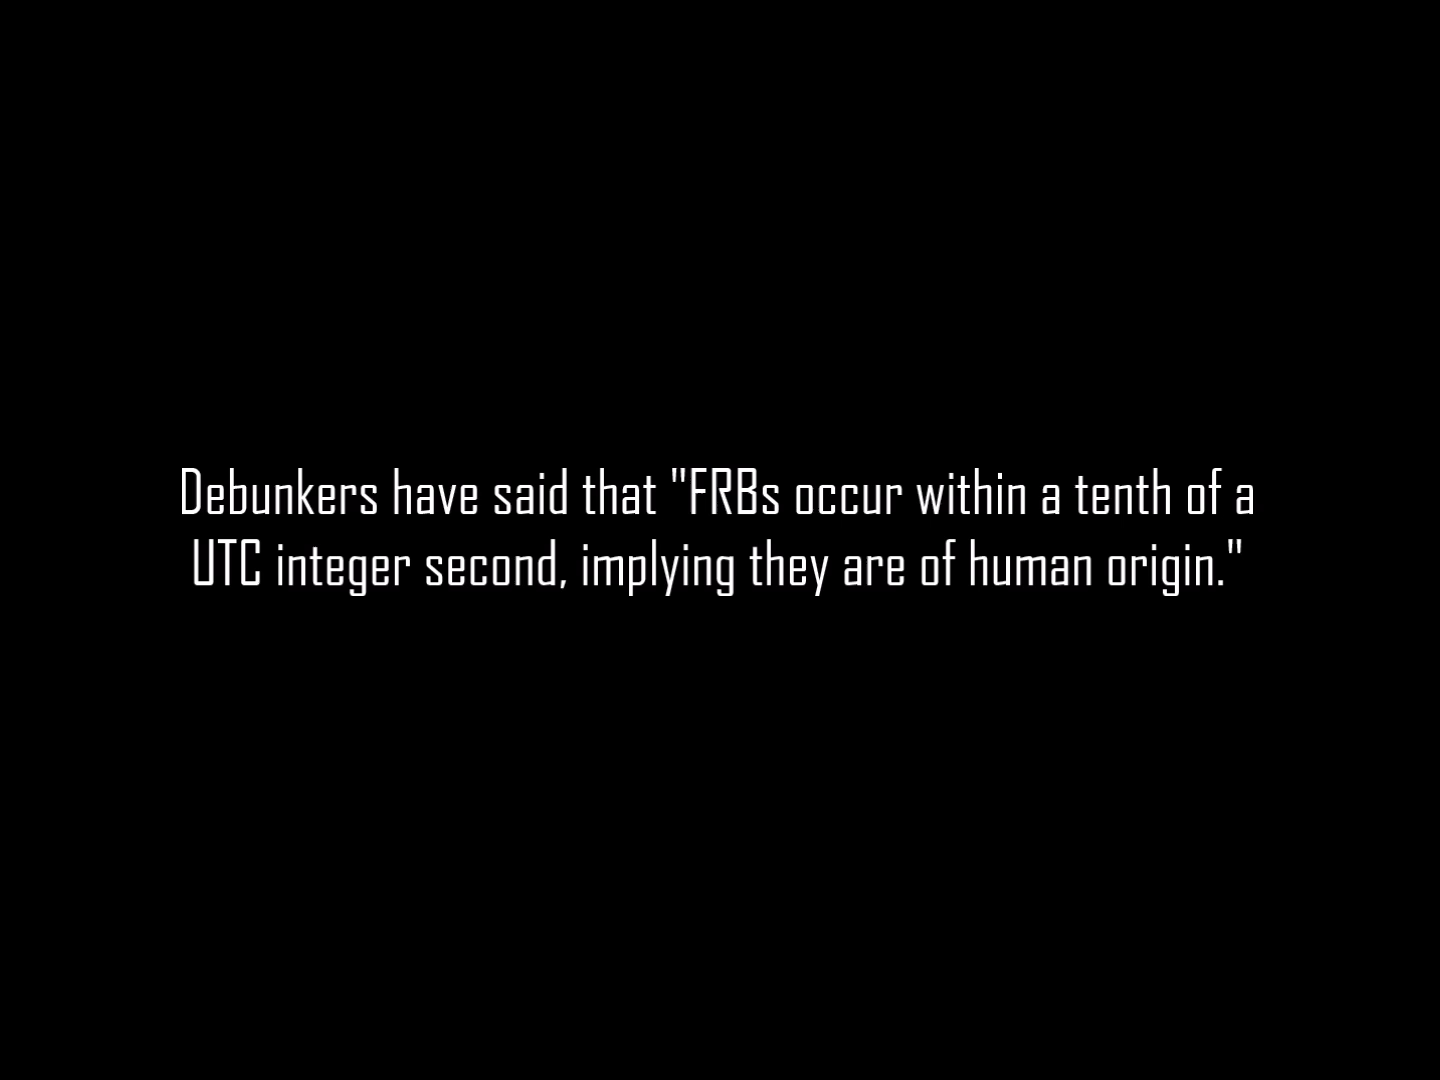 Debunkers have said that "FRBs occur within a tenth of a
UTC integer second, implying they are of human origin."